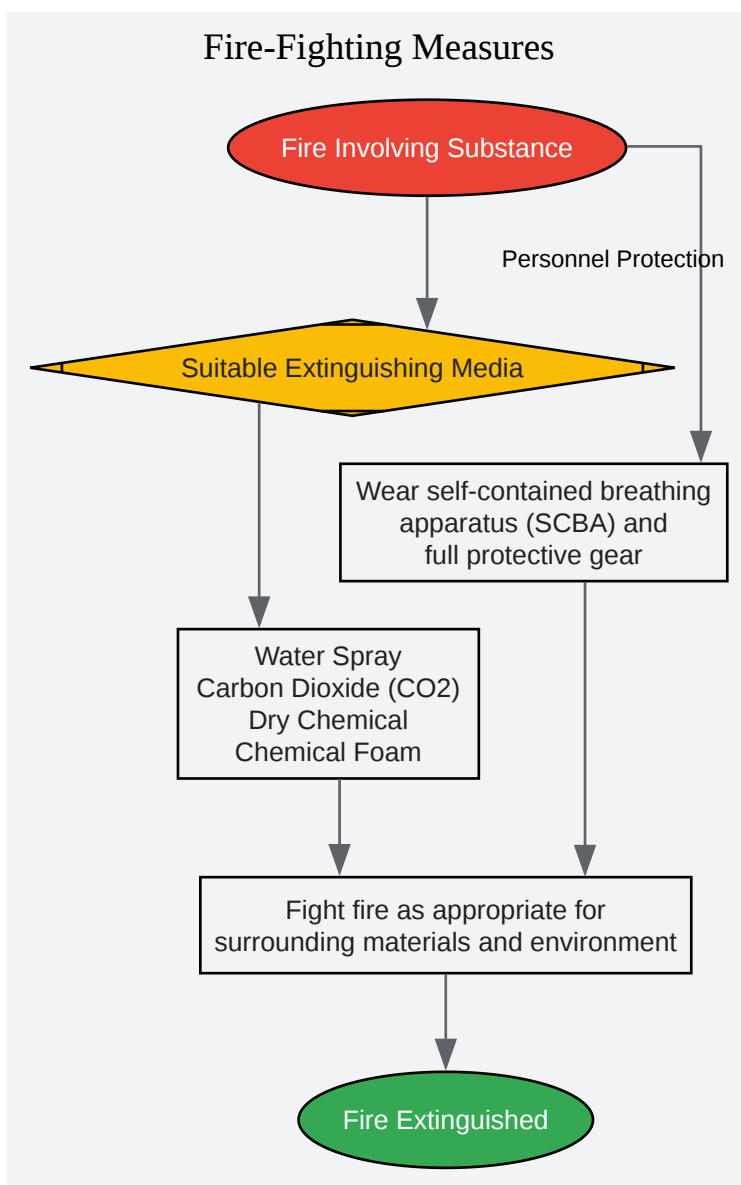 Fire-Fighting Measures
Fire Involving Substance
Personnel Protection
Suitable Extinguishing Media
Wear self-contained breathing
apparatus (SCBA) and
full protective gear
Water Spray
Carbon Dioxide (CO2)
Dry Chemical
Chemical Foam
Fight fire as appropriate for
surrounding materials and environment
Fire Extinguished